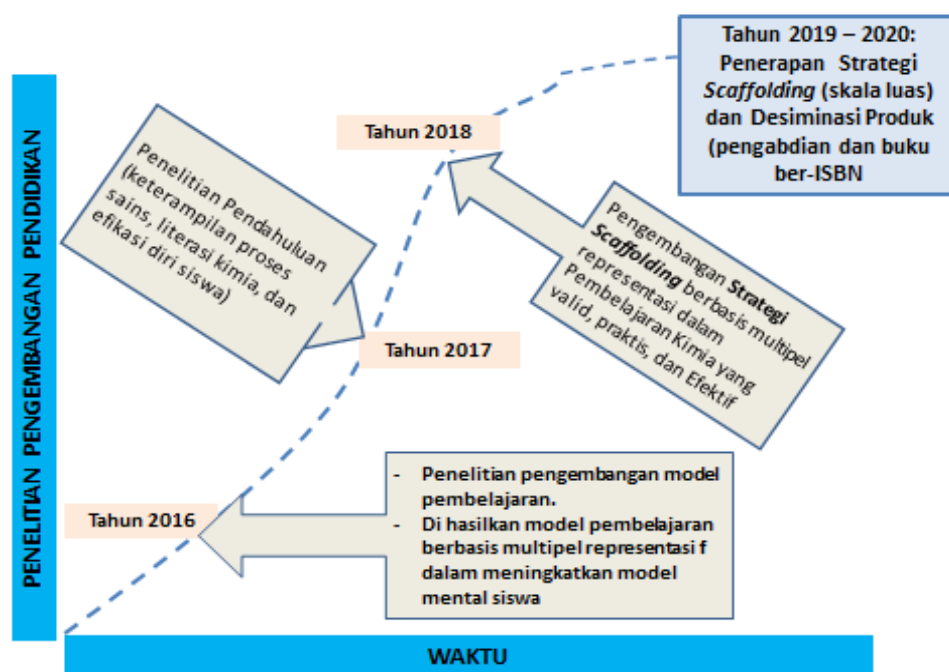 PENELITIAN PENGEMBANGAN PENDIDIKAN
Tahun 2019 – 2020:
Penerapan Strategi
Scaffolding (skala luas)
dan Desiminasi Produk
(pengabdian dan buku
ber-ISBN
Tahun 2018
Penelitian Pendahuluan
(keterampilan proses
sains, literasi kimia, dan
efikasi diri siswa)
Pengembangan Strategi
Scaffolding berbasis multipel
representasi dalam
Pembelajaran Kimia yang
valid, praktis, dan Efektif
Tahun 2017
- Penelitian pengembangan model
pembelajaran.
- Di hasilkan model pembelajaran
berbasis multipel representasi f
dalam meningkatkan model
mental siswa
Tahun 2016
WAKTU